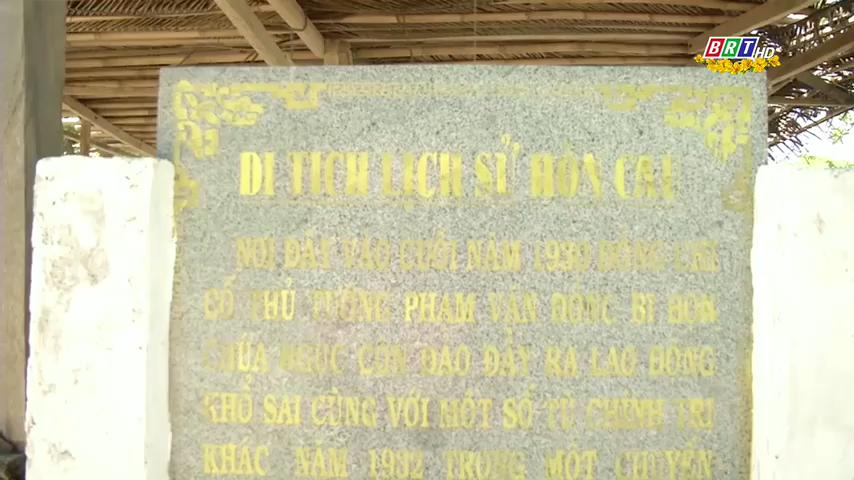 BRT HD
DI TÍCH LỊCH SỬ HÒN CAU
NƠI ĐÂY VÀO CUỐI NĂM 1930 ĐỒNG CHÍ
CỐ THỦ TƯỚNG PHẠM VĂN ĐỒNG BỊ BỌN
CHÚA NGỤC CÔN ĐẢO ĐẦY RA LAO ĐỘNG
KHỔ SAI CÙNG VỚI MỘT SỐ TÙ CHÍNH TRỊ
KHÁC NĂM 1932 TRONG MỘT CHUYẾN